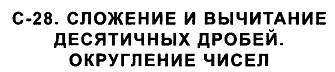 С-28. СЛОЖЕНИЕ И ВЫЧИТАНИЕ
ДЕСЯТИЧНЫХ ДРОБЕЙ.
ОКРУГЛЕНИЕ ЧИСЕЛ